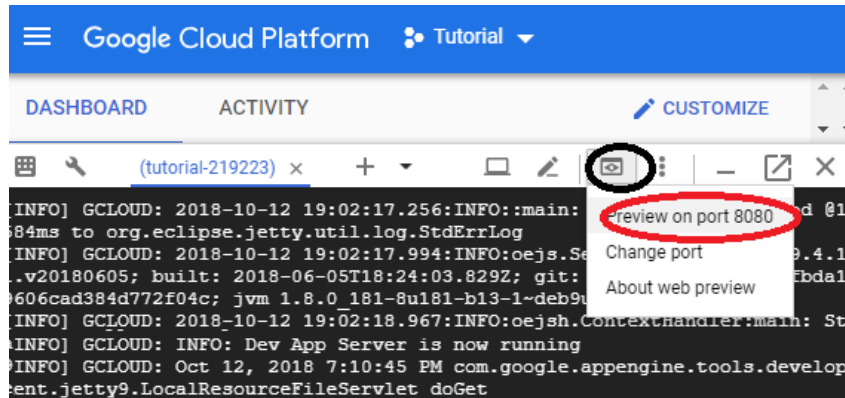 Google Cloud Platform Tutorial
DASHBOARD ACTIVITY CUSTOMIZE
(tutorial-219223) × +
[INFO] GCLOUD: 2018-10-12 19:02:17.256:INFO::main: d @1
Preview on port 8080
584ms to org.eclipse.jetty.util.log.StdErrLog
[INFO] GCLOUD: 2018-10-12 19:02:17.994:INFO:oejs.Se 9.4.1
Change port
.v20180605; built: 2018-06-05T18:24:03.829Z; git: fbda1
About web preview
9606cad384d772f04c; jvm 1.8.0_181-8u181-b13-1~deb9u
[INFO] GCLOUD: 2018-10-12 19:02:18.967:INFO:oejsh.ContextHandler:main: St
INFO] GCLOUD: INFO: Dev App Server is now running
INFO] GCLOUD: Oct 12, 2018 7:10:45 PM com.google.appengine.tools.develop
ent.jetty9.LocalResourceFileServlet doGet